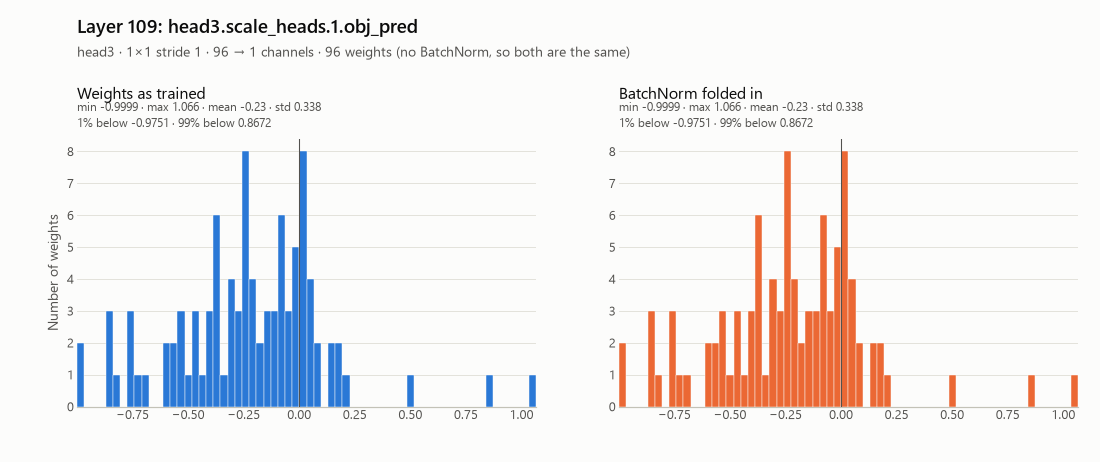 Layer 109: head3.scale_heads.1.obj_pred
head3 · 1×1 stride 1 · 96 → 1 channels · 96 weights (no BatchNorm, so both are the same)
Weights as trained
min -0.9999 · max 1.066 · mean -0.23 · std 0.338
1% below -0.9751 · 99% below 0.8672
Number of weights
8
7
6
5
4
3
2
1
0
−0.75 −0.50 −0.25 0.00 0.25 0.50 0.75 1.00
BatchNorm folded in
min -0.9999 · max 1.066 · mean -0.23 · std 0.338
1% below -0.9751 · 99% below 0.8672
8
7
6
5
4
3
2
1
0
−0.75 −0.50 −0.25 0.00 0.25 0.50 0.75 1.00